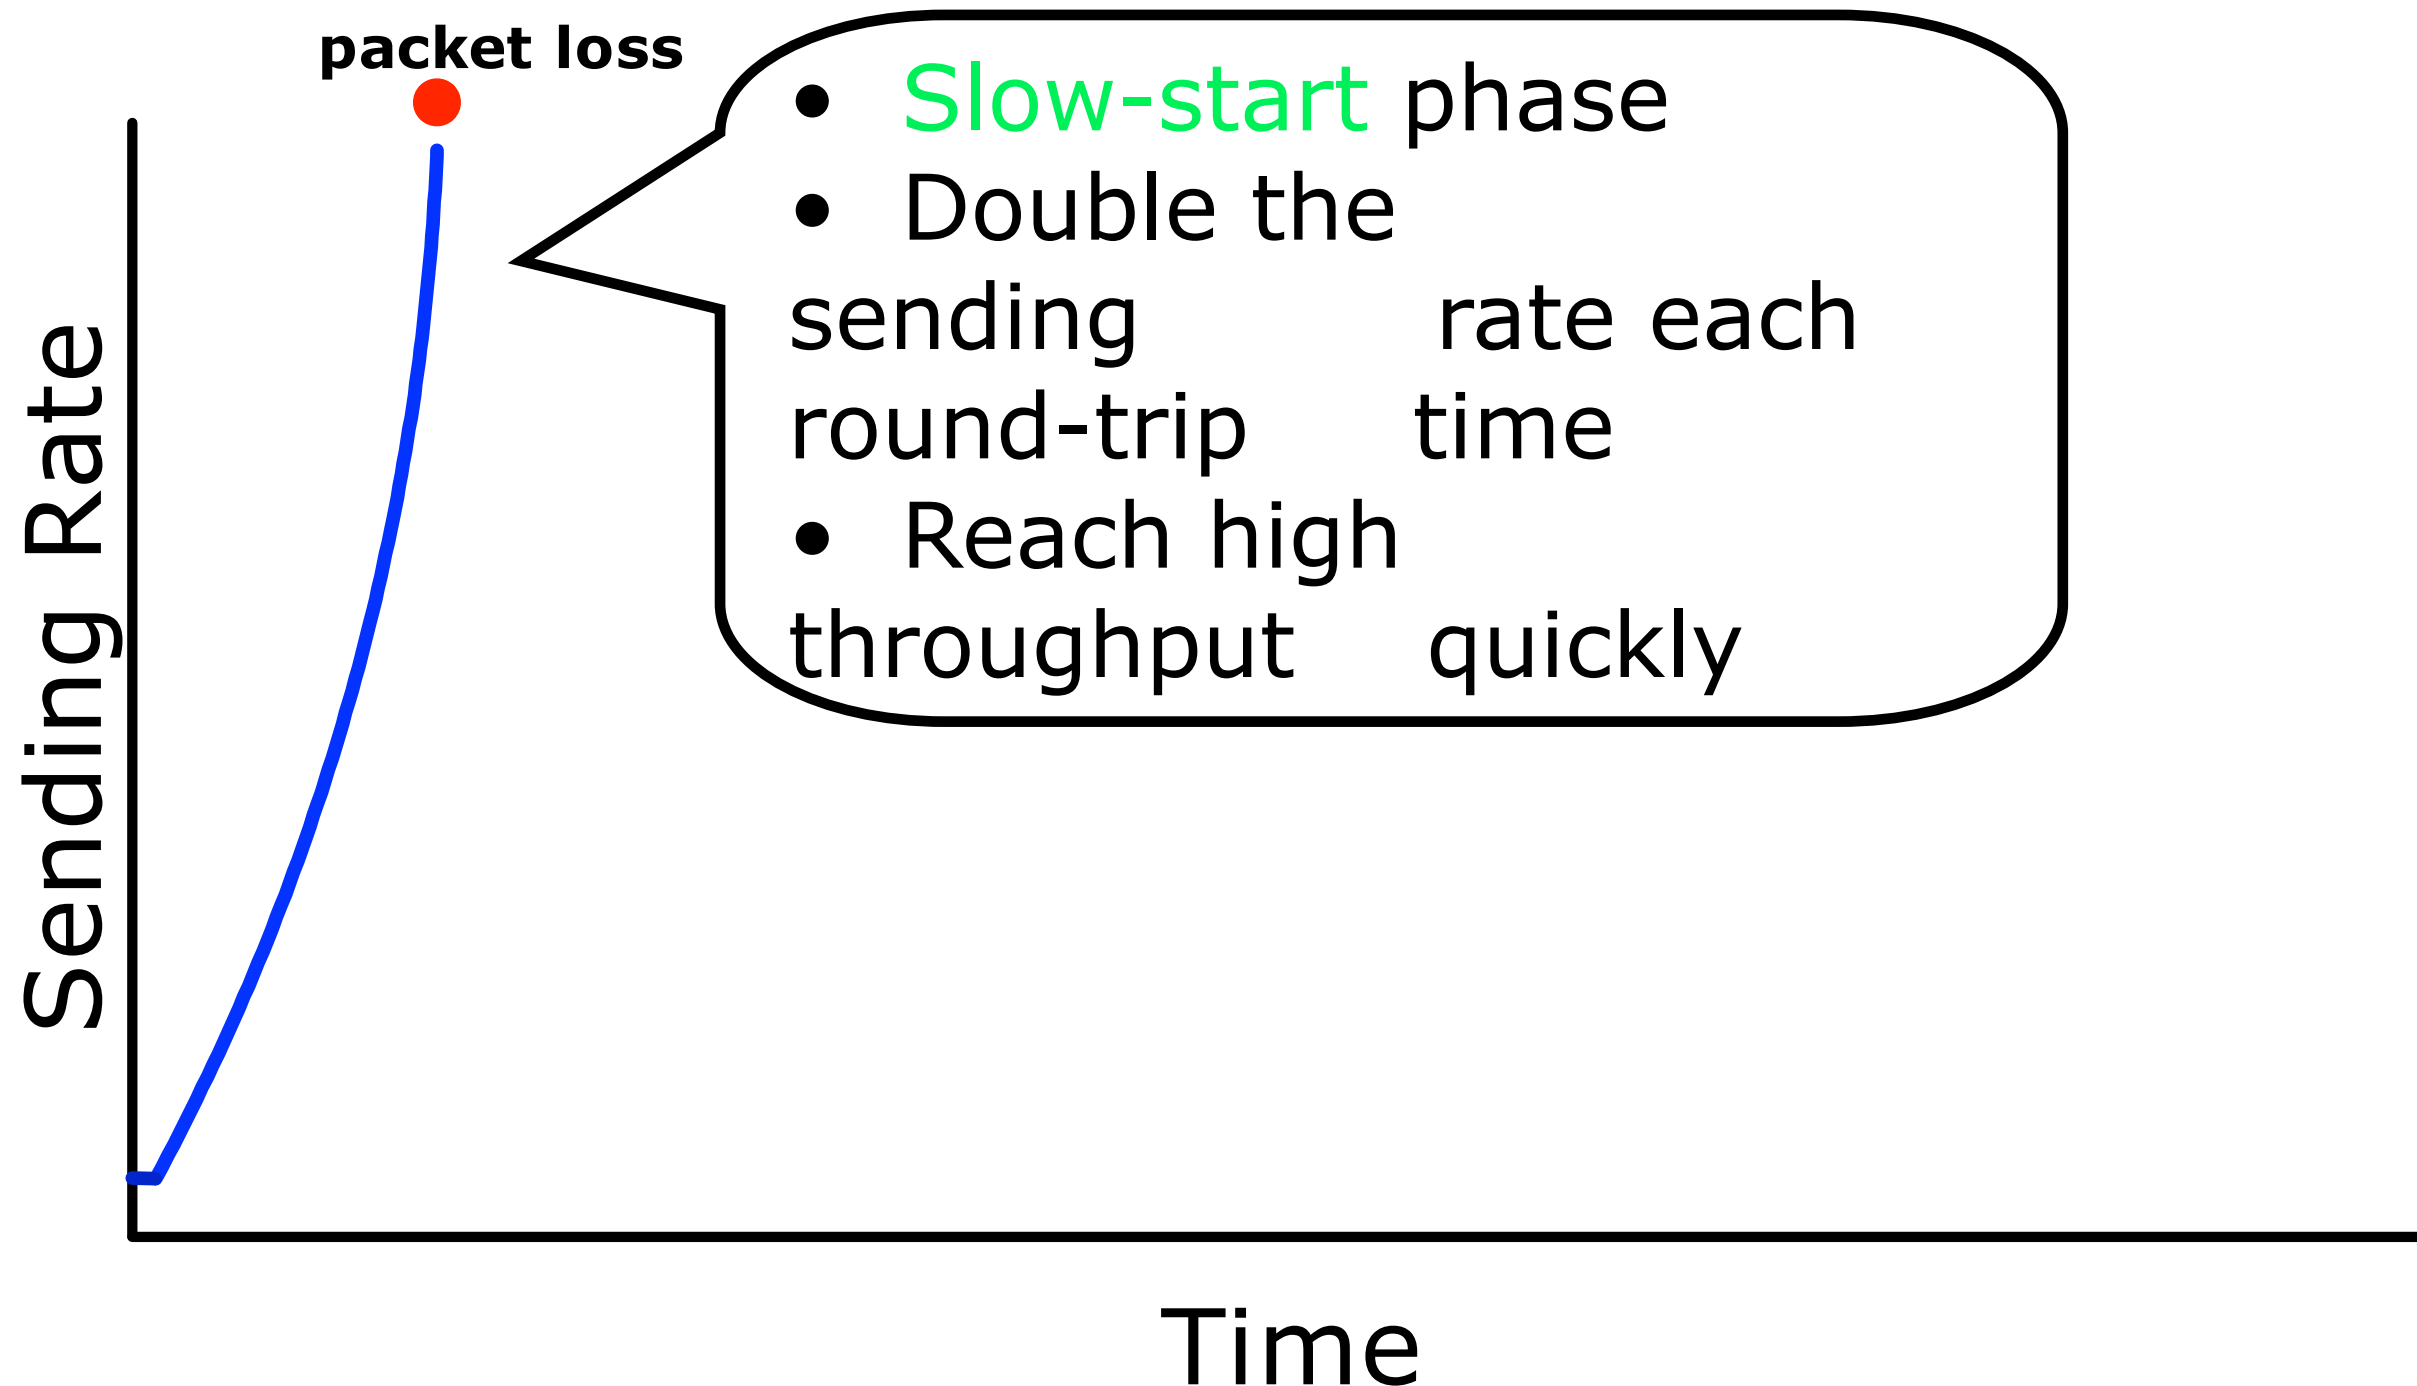 packet loss
• Slow-start phase
• Double the
sending rate each
round-trip time
• Reach high
throughput quickly
Sending Rate
Time